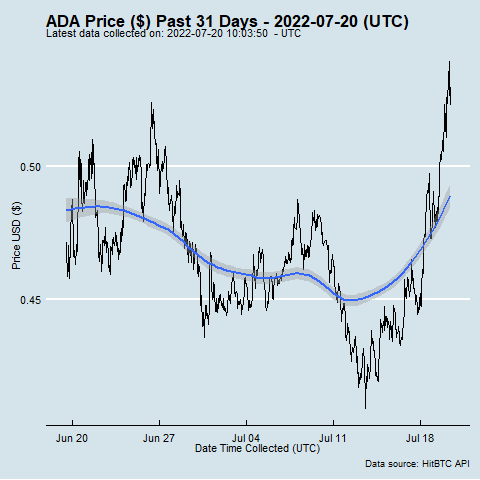 ADA Price ($) Past 31 Days - 2022-07-20 (UTC)
Latest data collected on: 2022-07-20 10:03:50 - UTC
0.50
0.45
Price USD ($)
Jun 20 Jun 27 Jul 04 Jul 11 Jul 18
Date Time Collected (UTC)
Data source: HitBTC API